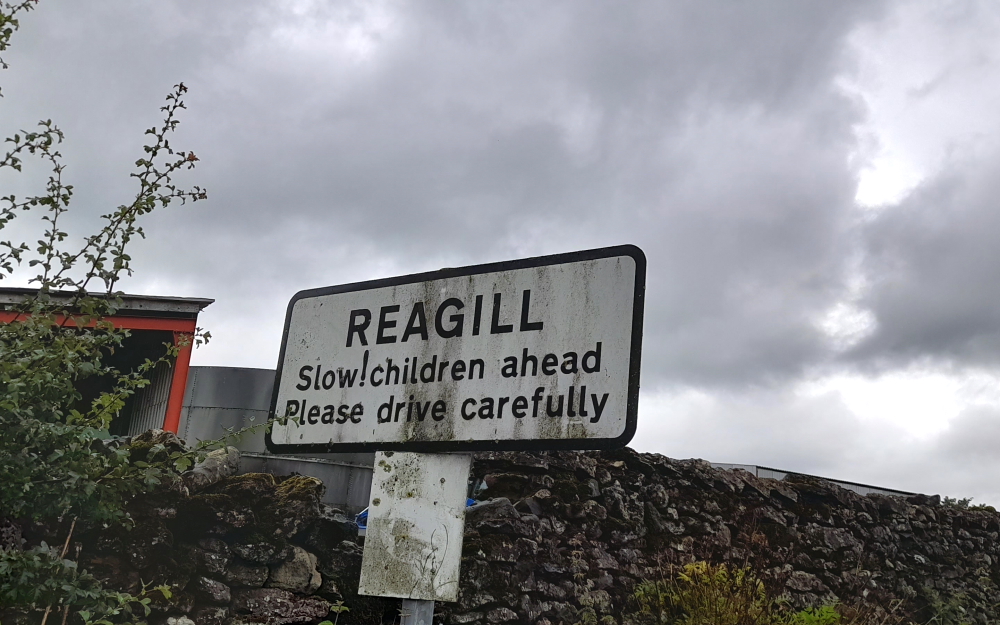 REAGILL
Slow! children ahead
Please drive carefully